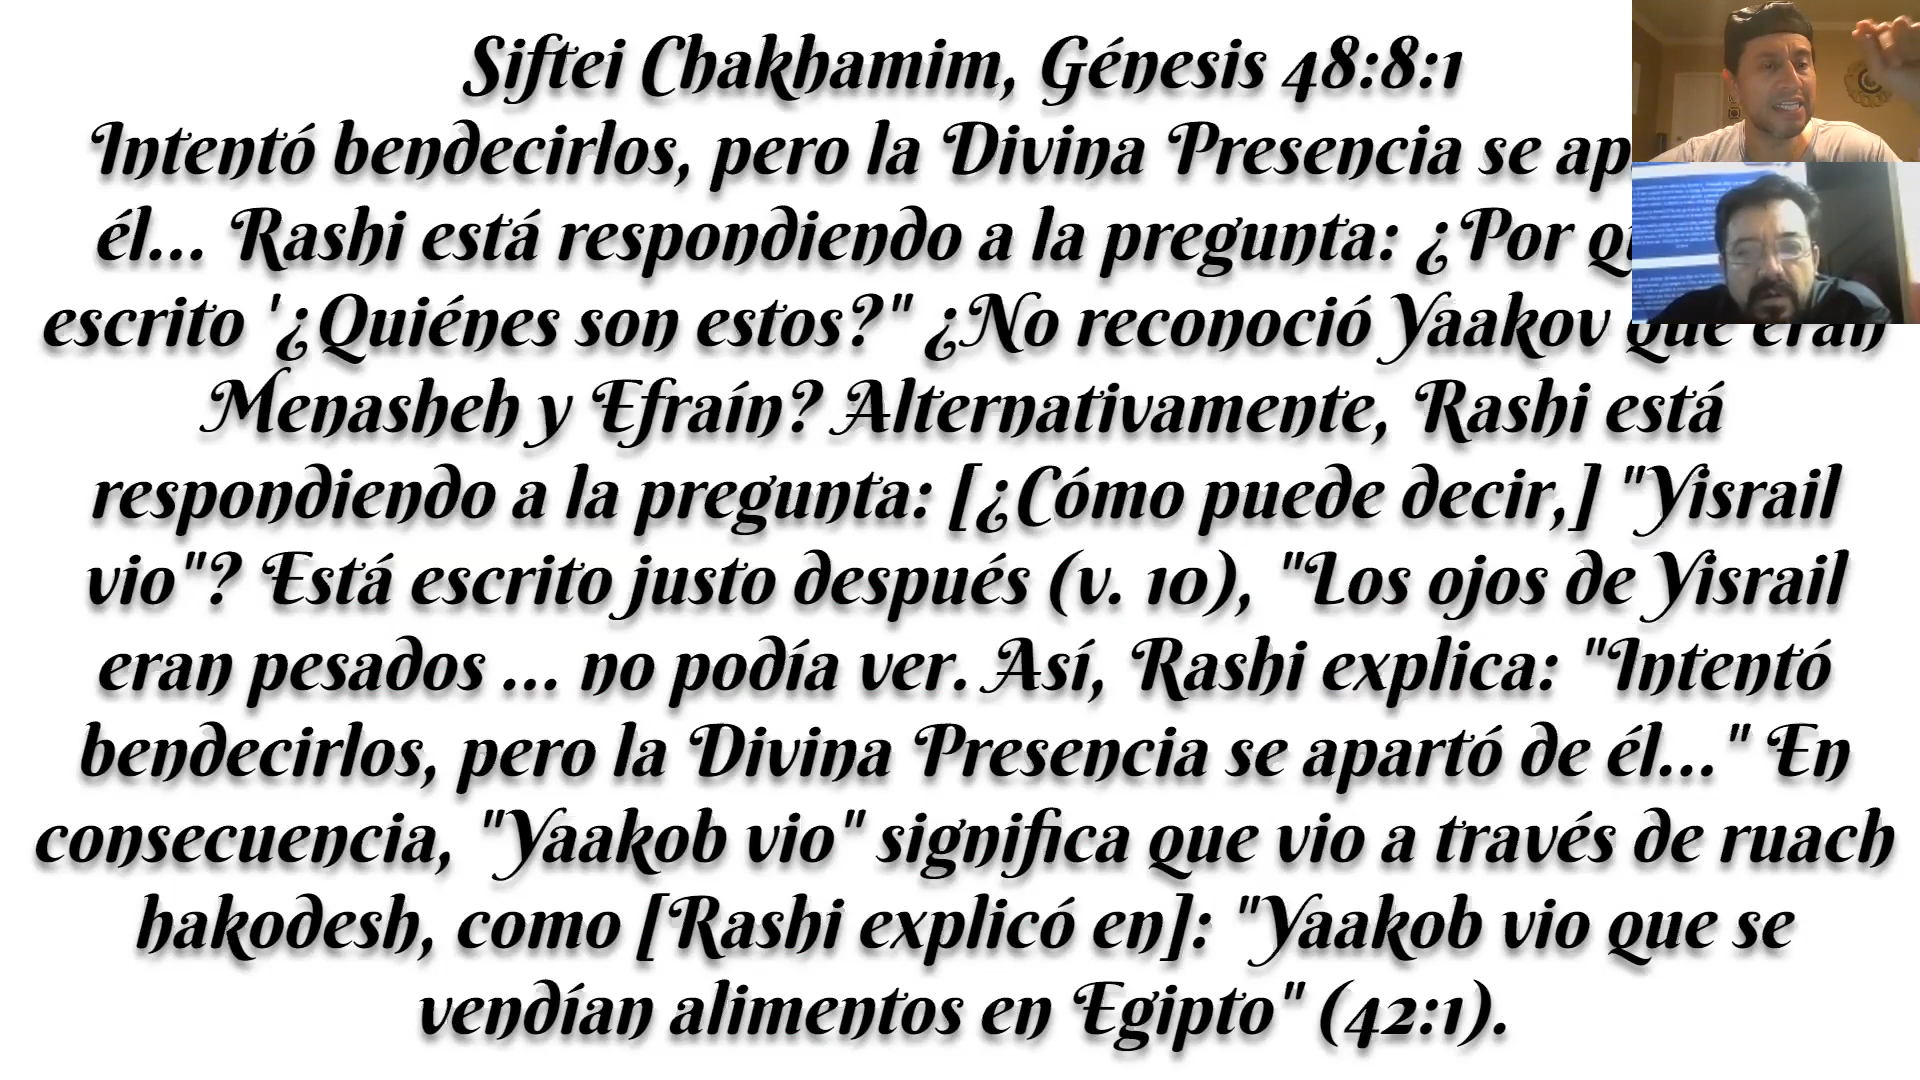 Siftei Chakhamim, Génesis 48:8:1
Intentó bendecirlos, pero la Divina Presencia se
él... Rashi está respondiendo a la pregunta: ¿Por
escrito '¿Quiénes son estos?" ¿No reconoció Yaakov que eran
Menasheh y Efraín? Alternativamente, Rashi está
respondiendo a la pregunta: [¿Cómo puede decir,] "Yisrail
vio"? Está escrito justo después (v. 10), "Los ojos de Yisrail
eran pesados ... no podía ver. Así, Rashi explica: "Intentó
bendecirlos, pero la Divina Presencia se apartó de él..." En
consecuencia, "Yaakob vio" significa que vio a través de ruach
hakodesh, como [Rashi explicó en]: "Yaakob vio que se
vendían alimentos en Egipto" (42:1).